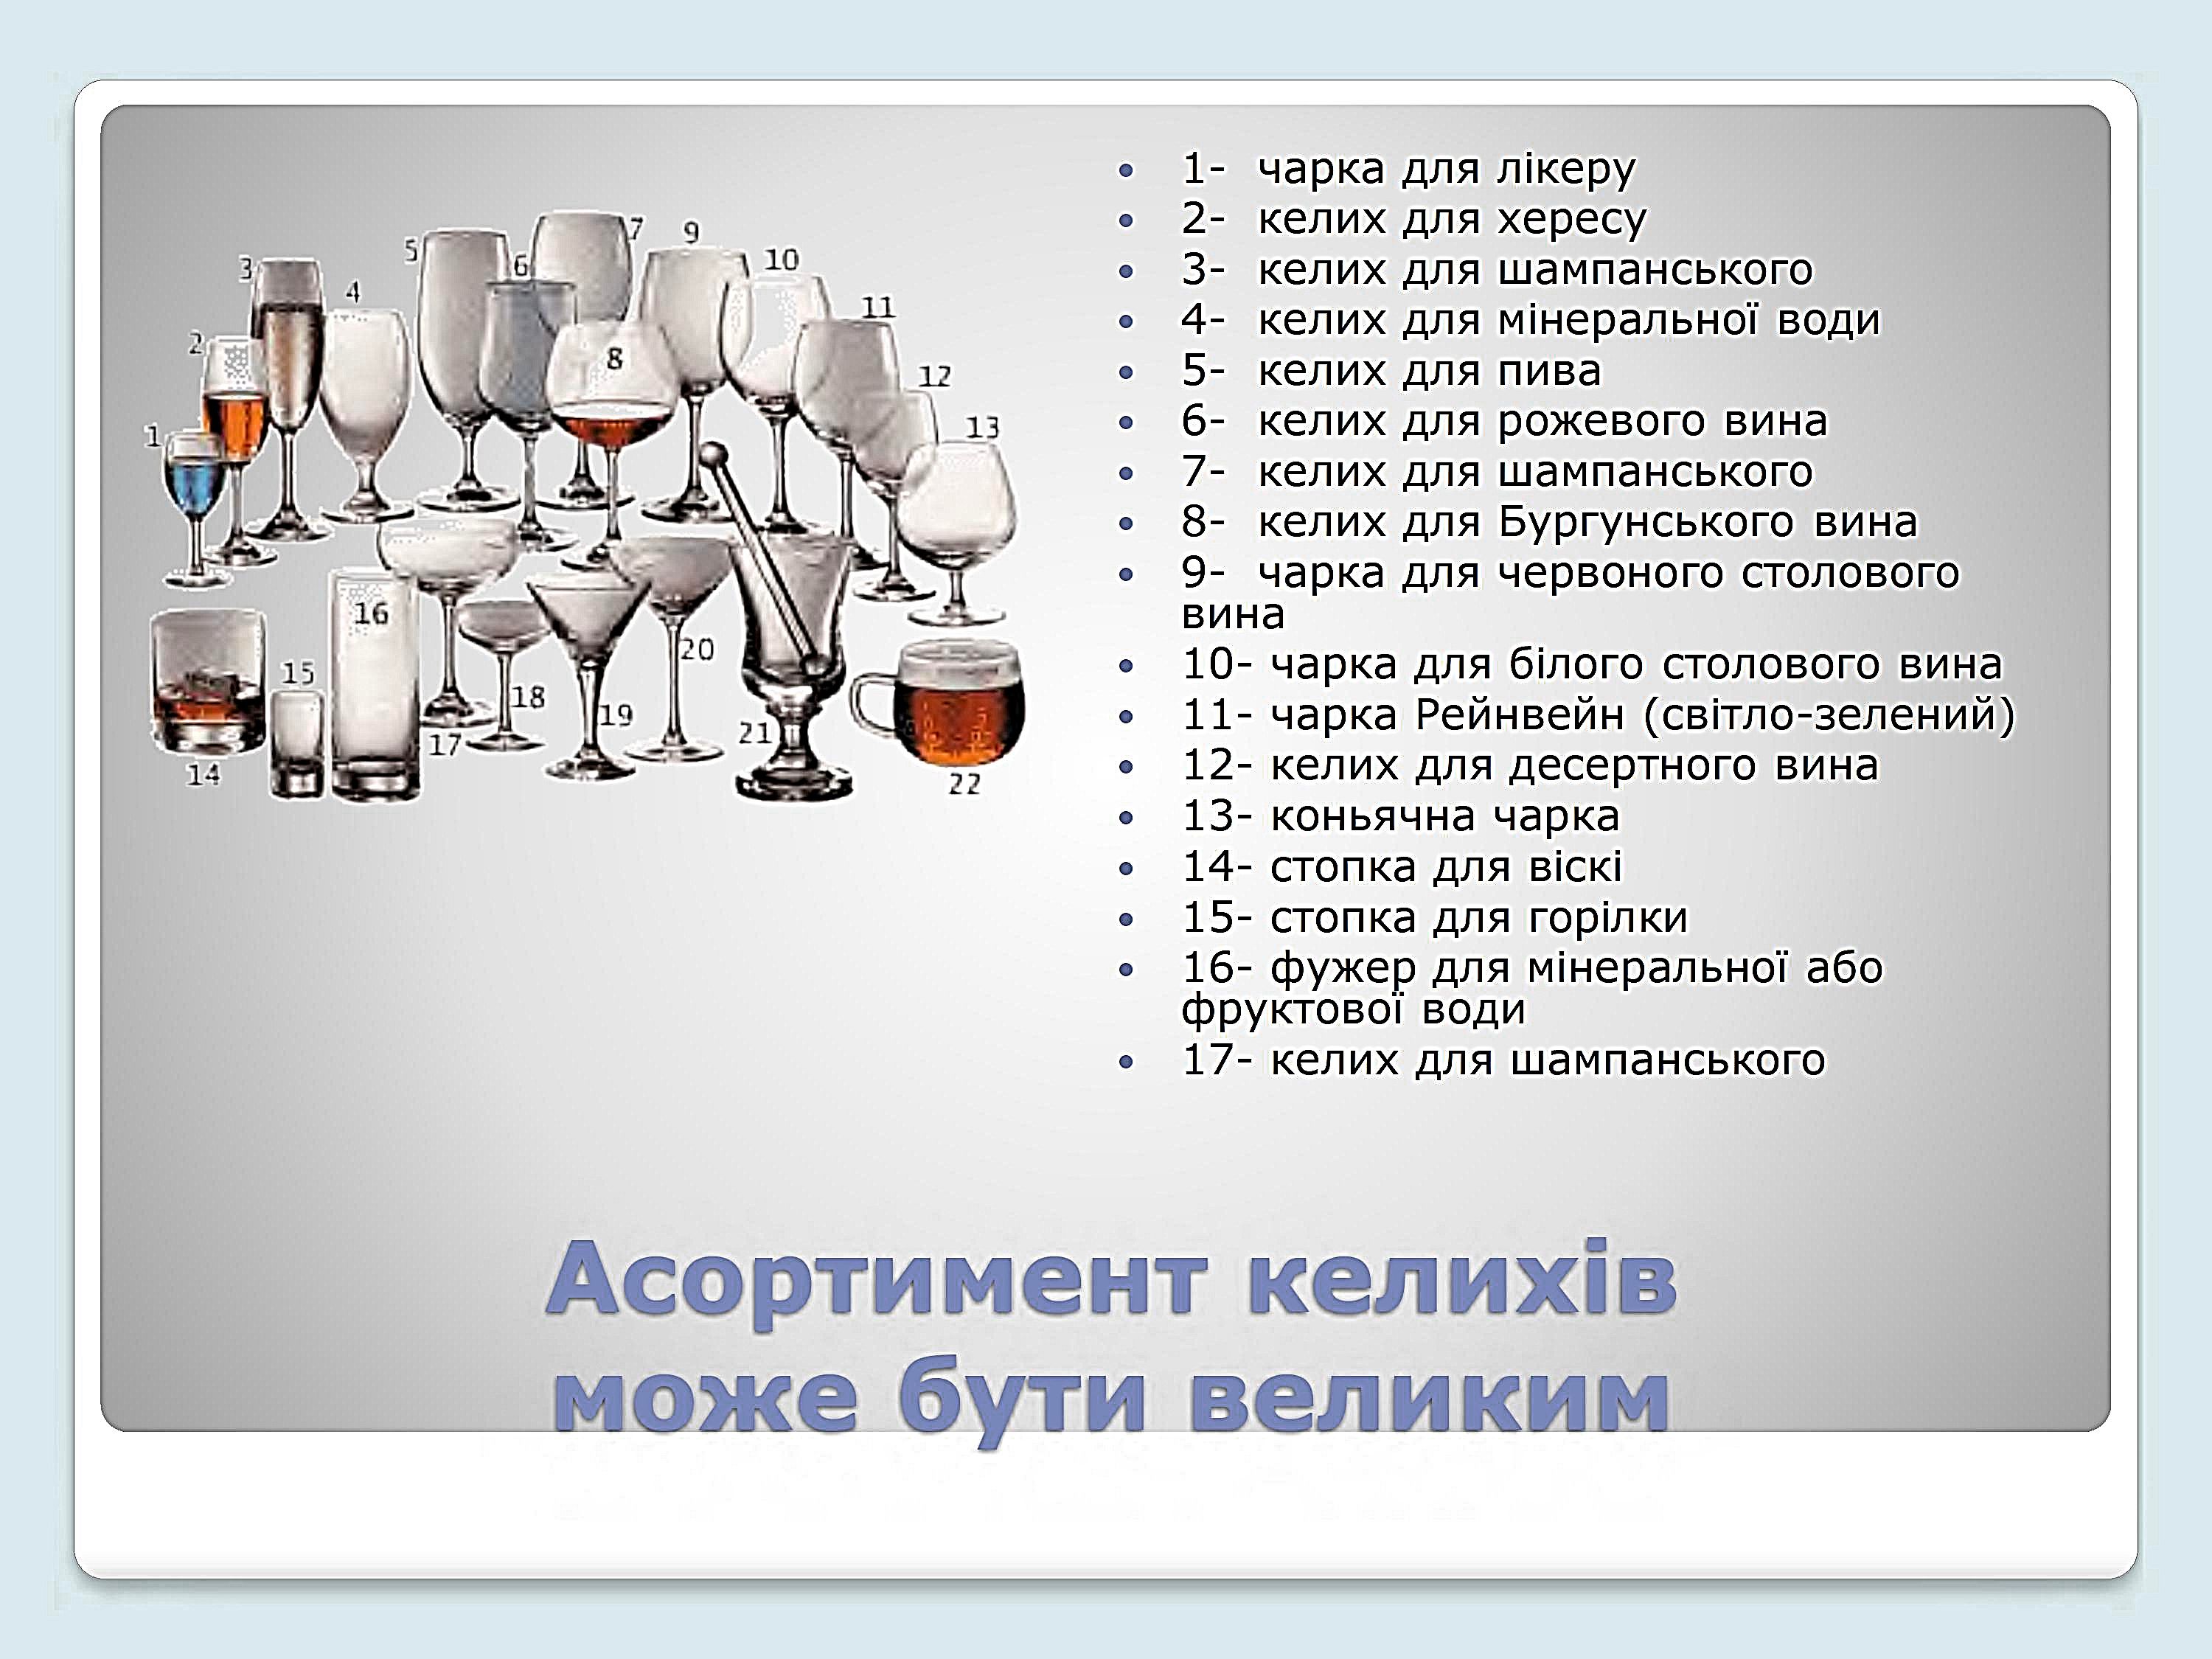 1
2
3
4
5
6
7
8
9
10
11
12
13
14
15
16
17
18
19
20
21
22
• 1- чарка для лікеру
• 2- келих для хересу
• 3- келих для шампанського
• 4- келих для мінеральної води
• 5- келих для пива
• 6- келих для рожевого вина
• 7- келих для шампанського
• 8- келих для Бургунського вина
• 9- чарка для червоного столового
вина
• 10- чарка для білого столового вина
• 11- чарка Рейнвейн (світло-зелений)
• 12- келих для десертного вина
• 13- коньячна чарка
• 14- стопка для віскі
• 15- стопка для горілки
• 16- фужер для мінеральної або
фруктової води
• 17- келих для шампанського
Асортимент келихів
може бути великим